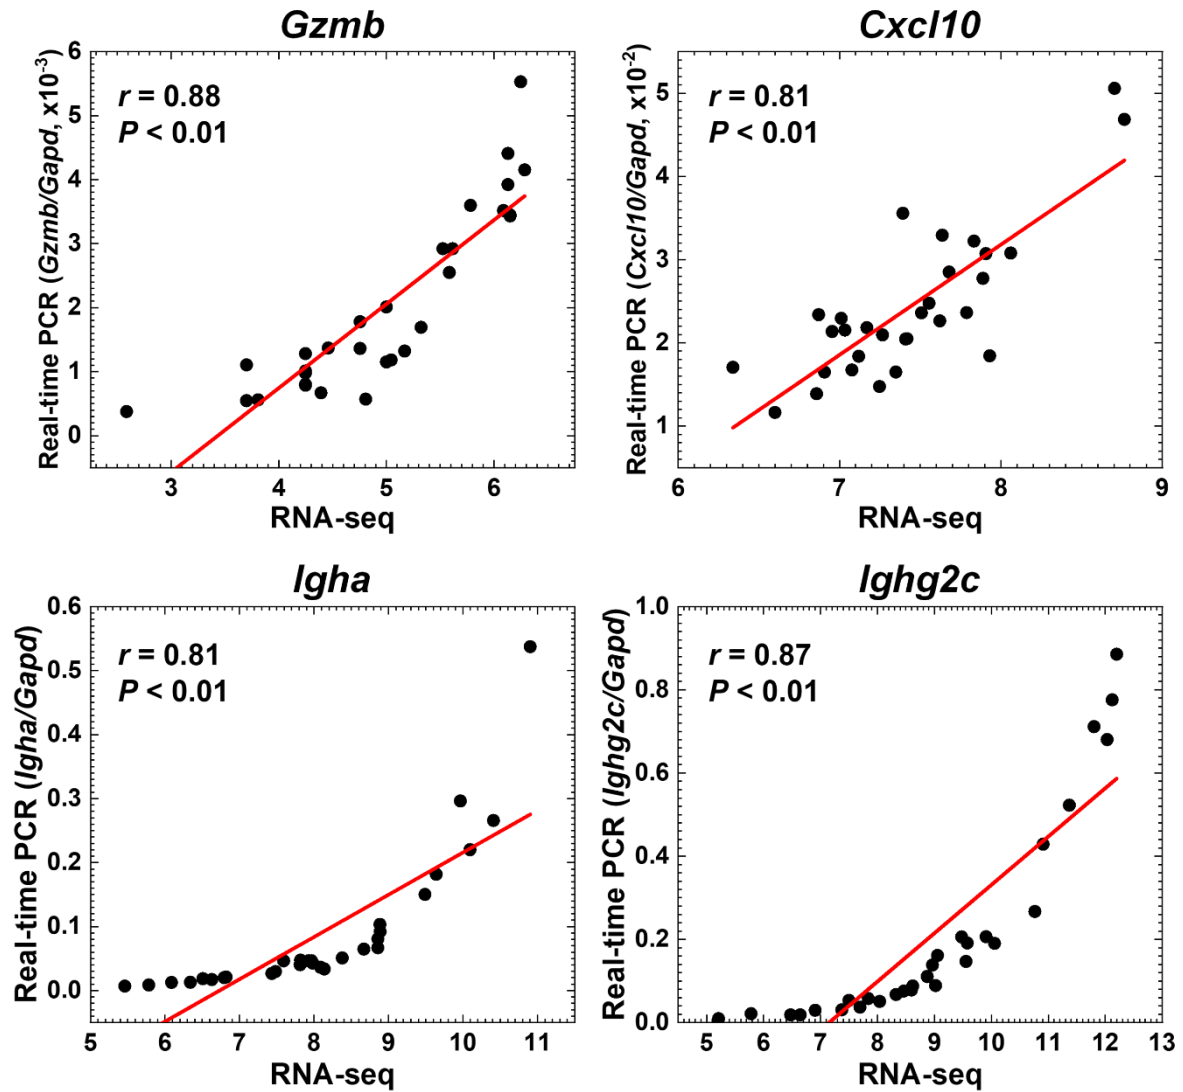 Gzmb
r = 0.88
P < 0.01
Real-time PCR (Gzmb/Gapd, x10⁻³)
6
5
4
3
2
1
0
3 4 5 6
RNA-seq
Cxcl10
r = 0.81
P < 0.01
Real-time PCR (Cxcl10/Gapd, x10⁻²)
5
4
3
2
1
6 7 8 9
RNA-seq
Igha
r = 0.81
P < 0.01
Real-time PCR (Igha/Gapd)
0.6
0.5
0.4
0.3
0.2
0.1
0.0
5 6 7 8 9 10 11
RNA-seq
Ighg2c
r = 0.87
P < 0.01
Real-time PCR (Ighg2c/Gapd)
1.0
0.8
0.6
0.4
0.2
0.0
5 6 7 8 9 10 11 12 13
RNA-seq